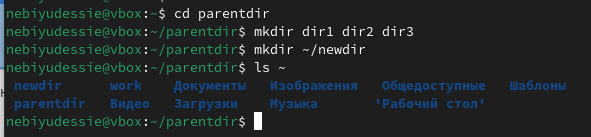 nebiyudessie@vbox:~$ cd parentdir
nebiyudessie@vbox:~/parentdir$ mkdir dir1 dir2 dir3
nebiyudessie@vbox:~/parentdir$ mkdir ~/newdir
nebiyudessie@vbox:~/parentdir$ ls ~
newdir work Документы Изображения Общедоступные Шаблоны
parentdir Видео Загрузки Музыка 'Рабочий стол'
nebiyudessie@vbox:~/parentdir$